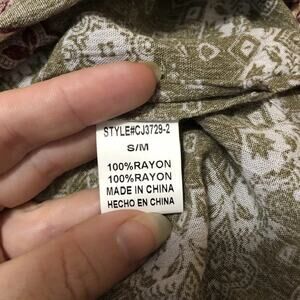 STYLE#CJ3729-2
S/M
100%RAYON
100%RAYON
MADE IN CHINA
HECHO EN CHINA